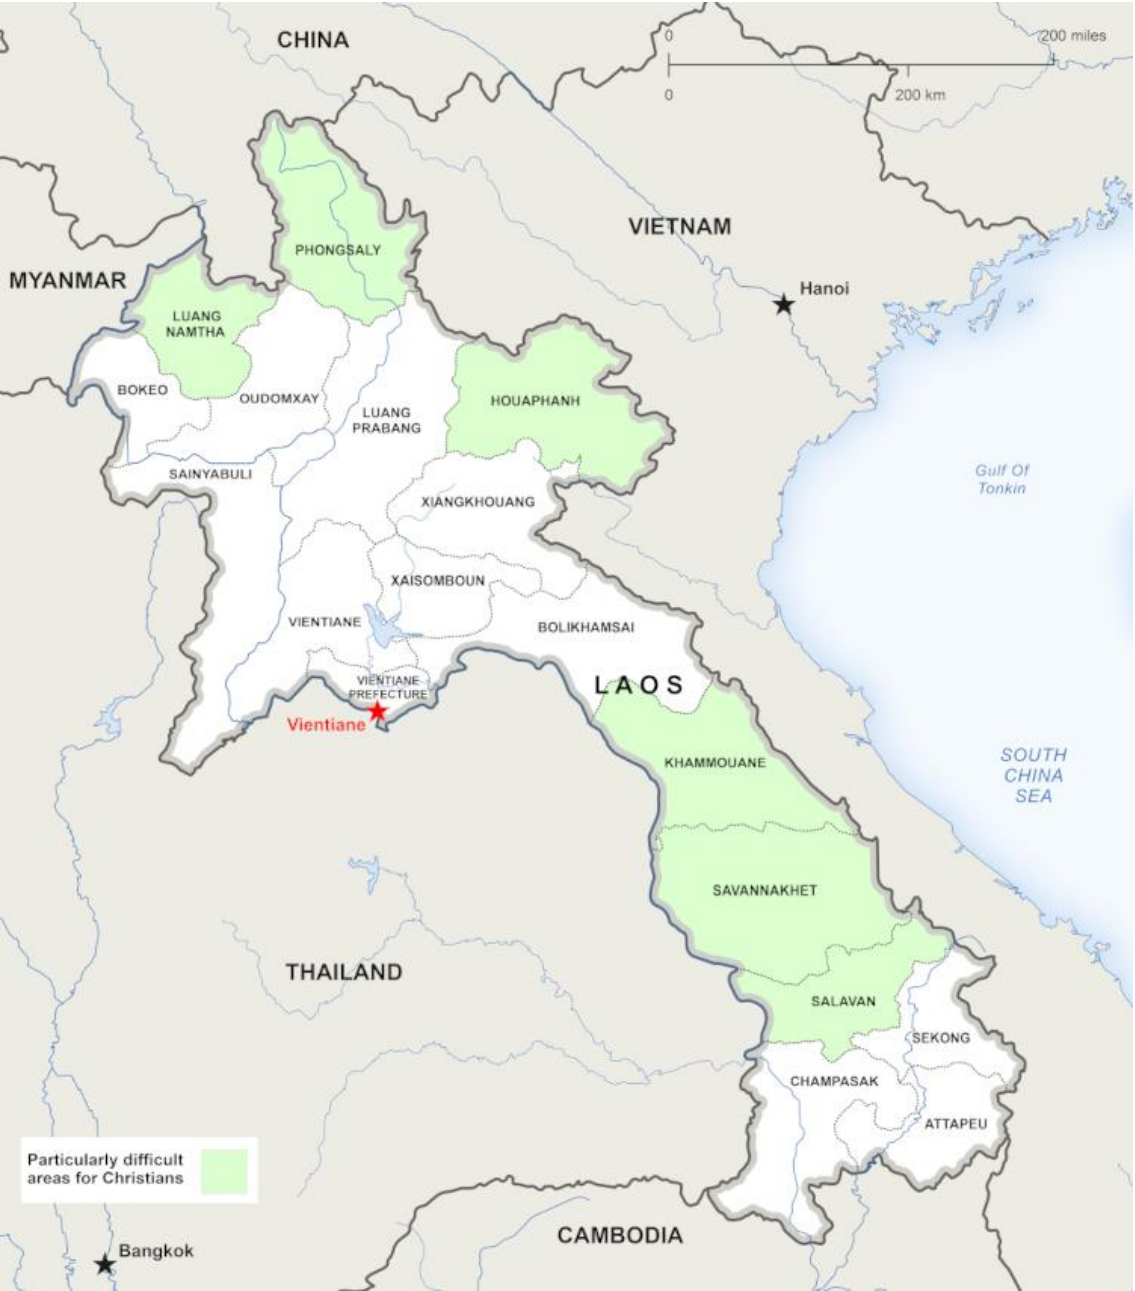 CHINA
0
200 miles
0
200 km
VIETNAM
PHONGSALY
MYANMAR
Hanoi
LUANG
NAMTHA
BOKEO
OUDOMXAY
HOUAPHANH
LUANG
PRABANG
SAINYABULI
Gulf Of
Tonkin
XIANGKHOUANG
XAISOMBOUN
VIENTIANE
BOLIKHAMSAI
VIENTIANE
PREFECTURE
LAOS
Vientiane
KHAMMOUANE
SOUTH
CHINA
SEA
SAVANNAKHET
THAILAND
SALAVAN
SEKONG
CHAMPASAK
ATTAPEU
Particularly difficult
areas for Christians
CAMBODIA
Bangkok